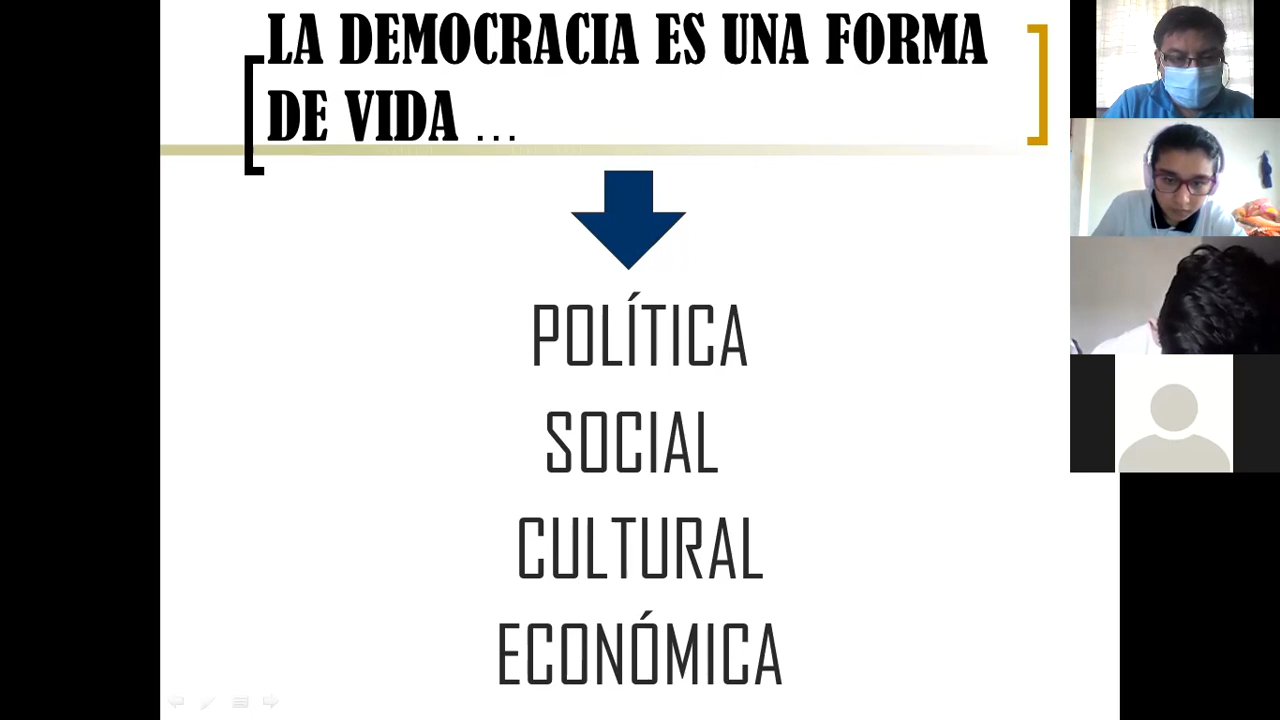 LA DEMOCRACIA ES UNA FORMA
DE VIDA ...
POLÍTICA
SOCIAL
CULTURAL
ECONÓMICA